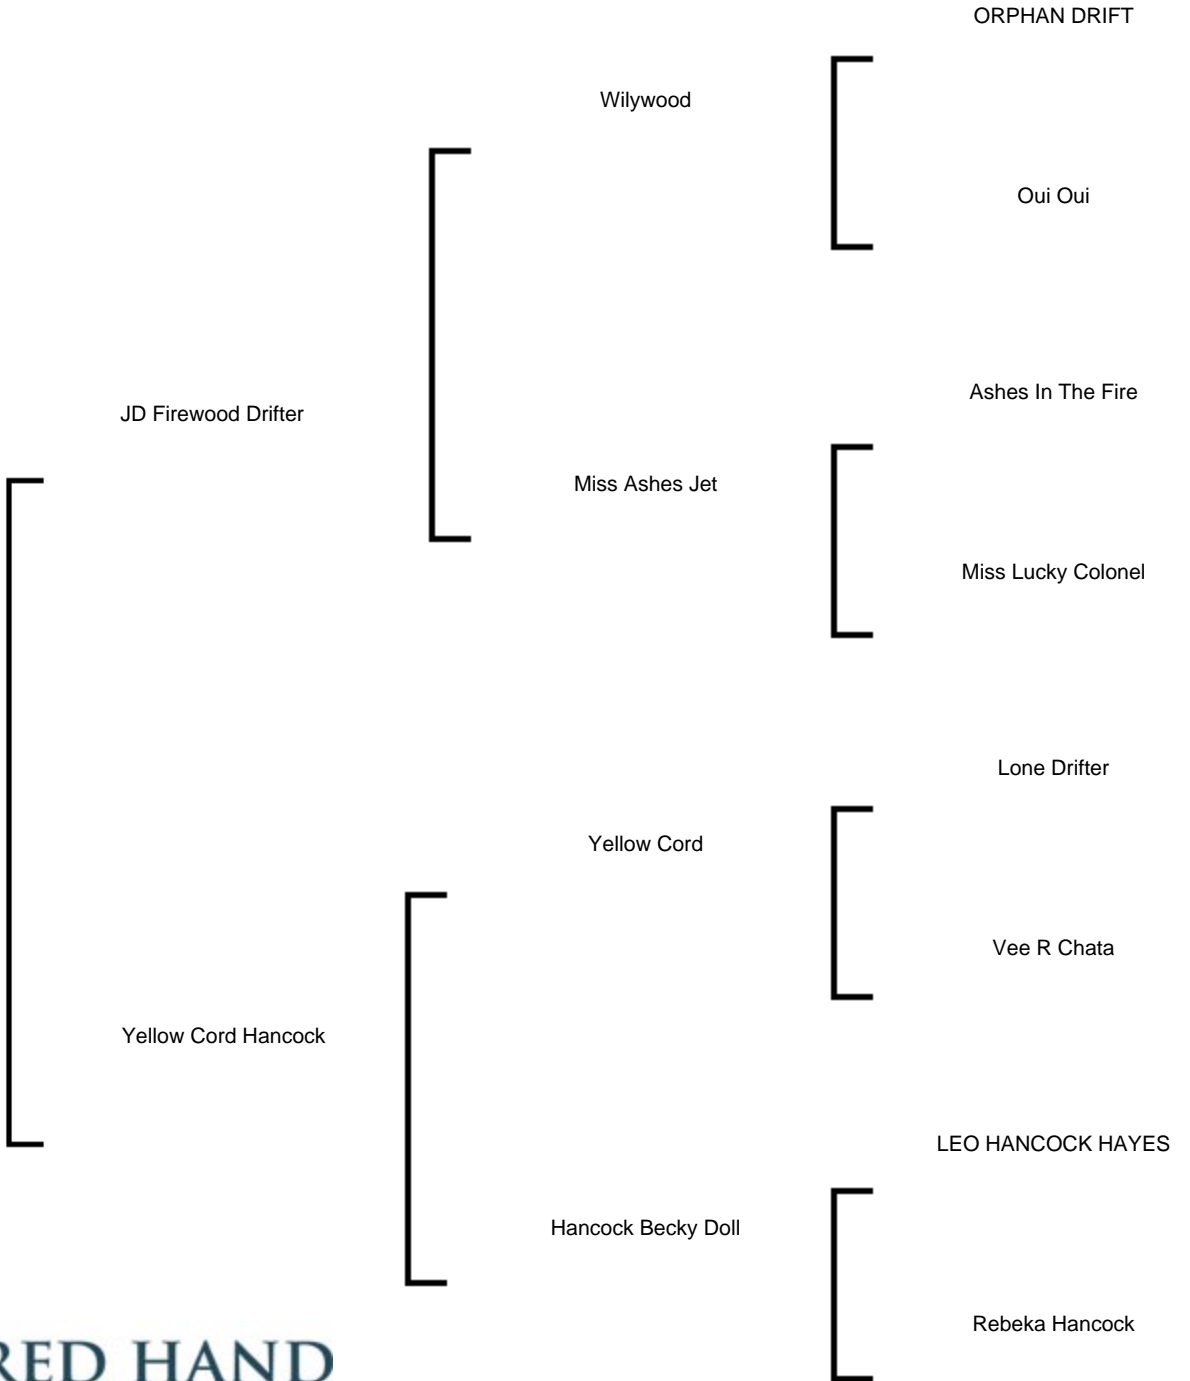 ORPHAN DRIFT
Wilywood
Oui Oui
Ashes In The Fire
JD Firewood Drifter
Miss Ashes Jet
Miss Lucky Colonel
Lone Drifter
Yellow Cord
Vee R Chata
Yellow Cord Hancock
LEO HANCOCK HAYES
Hancock Becky Doll
Rebeka Hancock
RED HAND